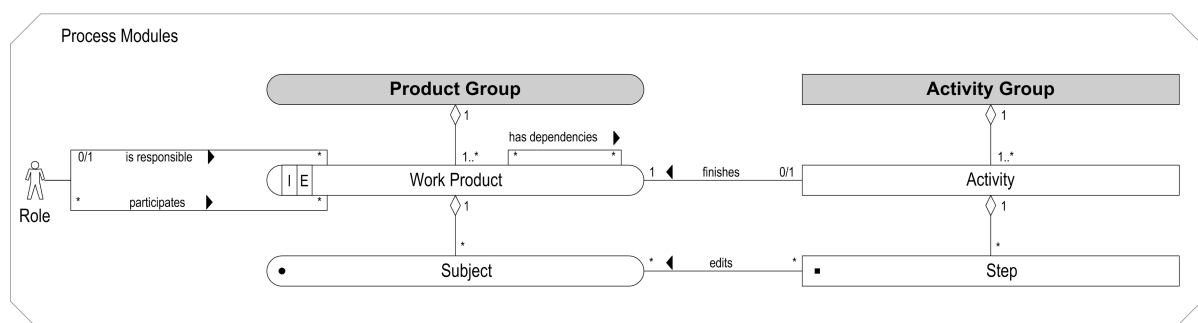 Process Modules
Product Group
Activity Group
1
1
has dependencies
0/1 is responsible *
1..*
* *
1..*
I E
Work Product
1 finishes 0/1
Activity
* participates *
Role
1
1
*
*
Subject
* edits *
Step